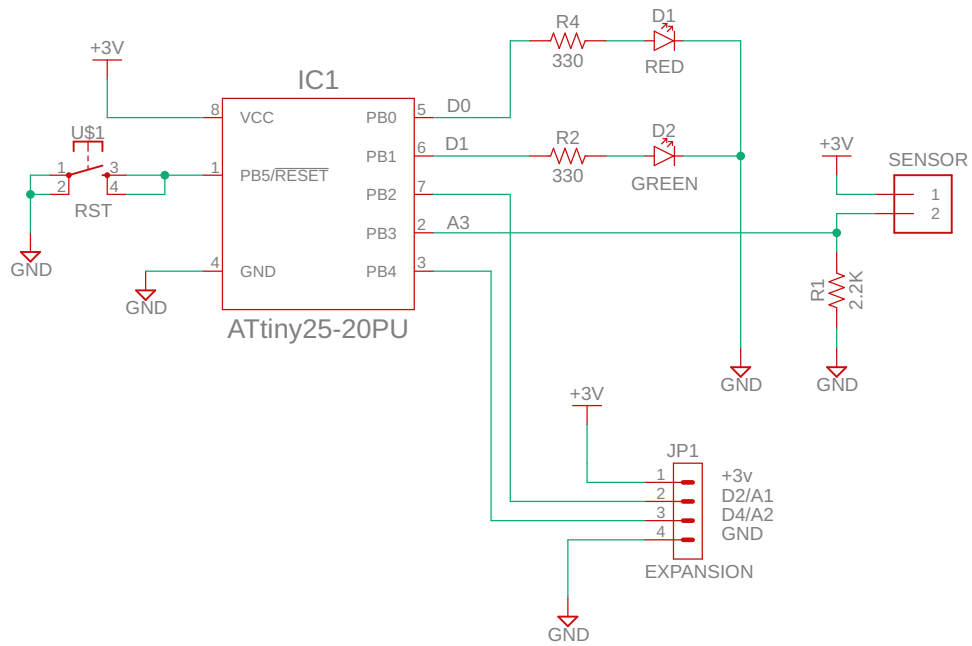 R4
D1
330
RED
+3V
IC1
8
VCC
PB0
5
D0
U$1
1
3
2
4
RST
1
PB5/RESET
PB1
6
D1
R2
D2
330
GREEN
PB2
7
+3V
SENSOR
1
2
PB3
2
A3
GND
4
GND
PB4
3
GND
R1
2.2K
ATtiny25-20PU
GND
GND
+3V
JP1
1
+3v
2
D2/A1
3
D4/A2
4
GND
EXPANSION
GND